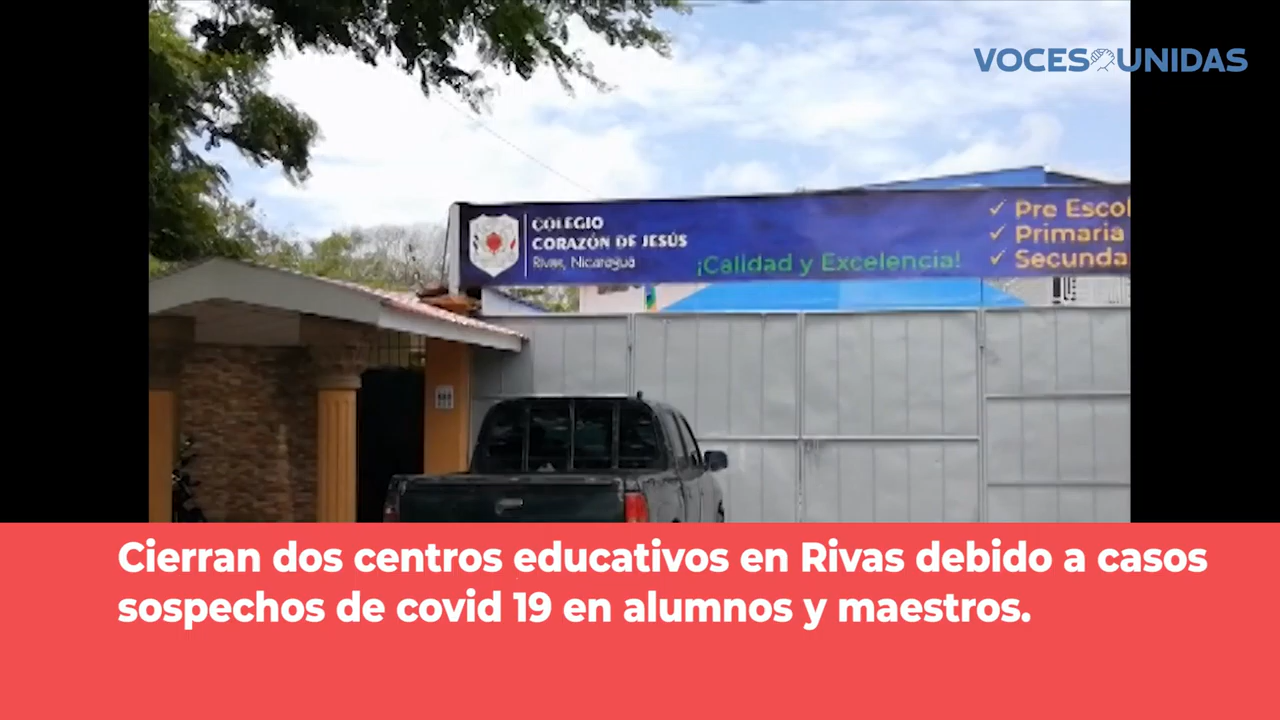 VOCES UNIDAS
COLEGIO
CORAZÓN DE JESÚS
Rivas, Nicaragua
¡Calidad y Excelencia!
✓ Pre Escol
✓ Primaria
✓ Secunda
Cierran dos centros educativos en Rivas debido a casos
sospechos de covid 19 en alumnos y maestros.